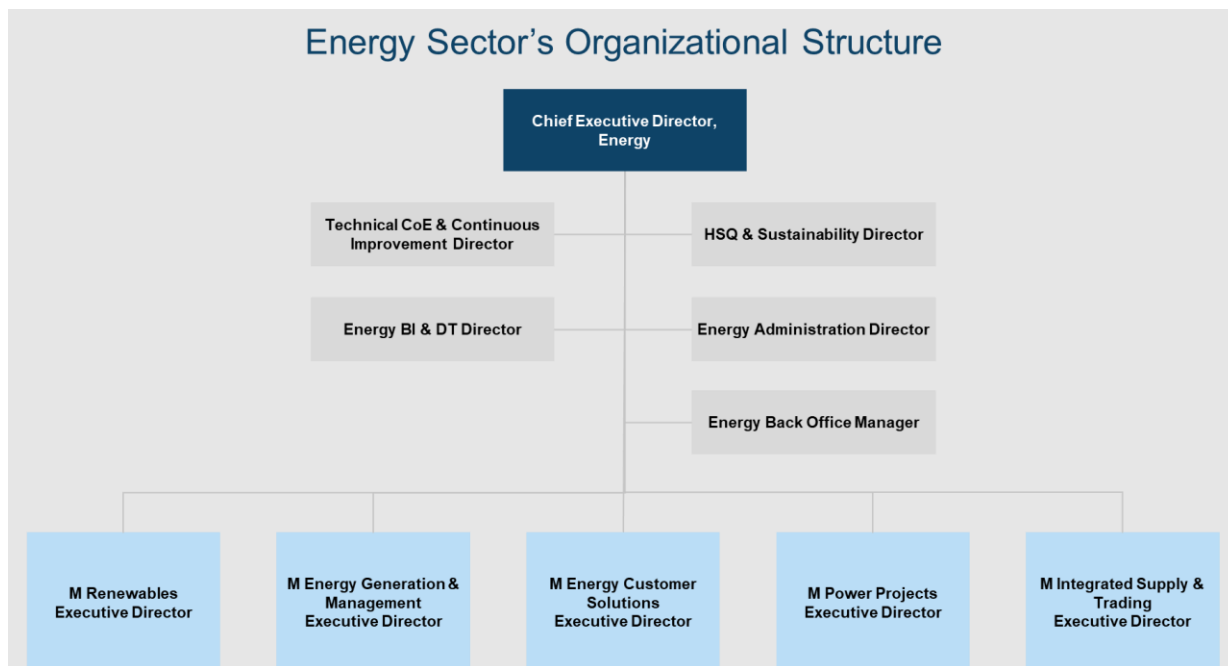 Energy Sector's Organizational Structure
Chief Executive Director,
Energy
Technical CoE & Continuous
Improvement Director
HSQ & Sustainability Director
Energy BI & DT Director
Energy Administration Director
Energy Back Office Manager
M Renewables
Executive Director
M Energy Generation &
Management
Executive Director
M Energy Customer
Solutions
Executive Director
M Power Projects
Executive Director
M Integrated Supply &
Trading
Executive Director